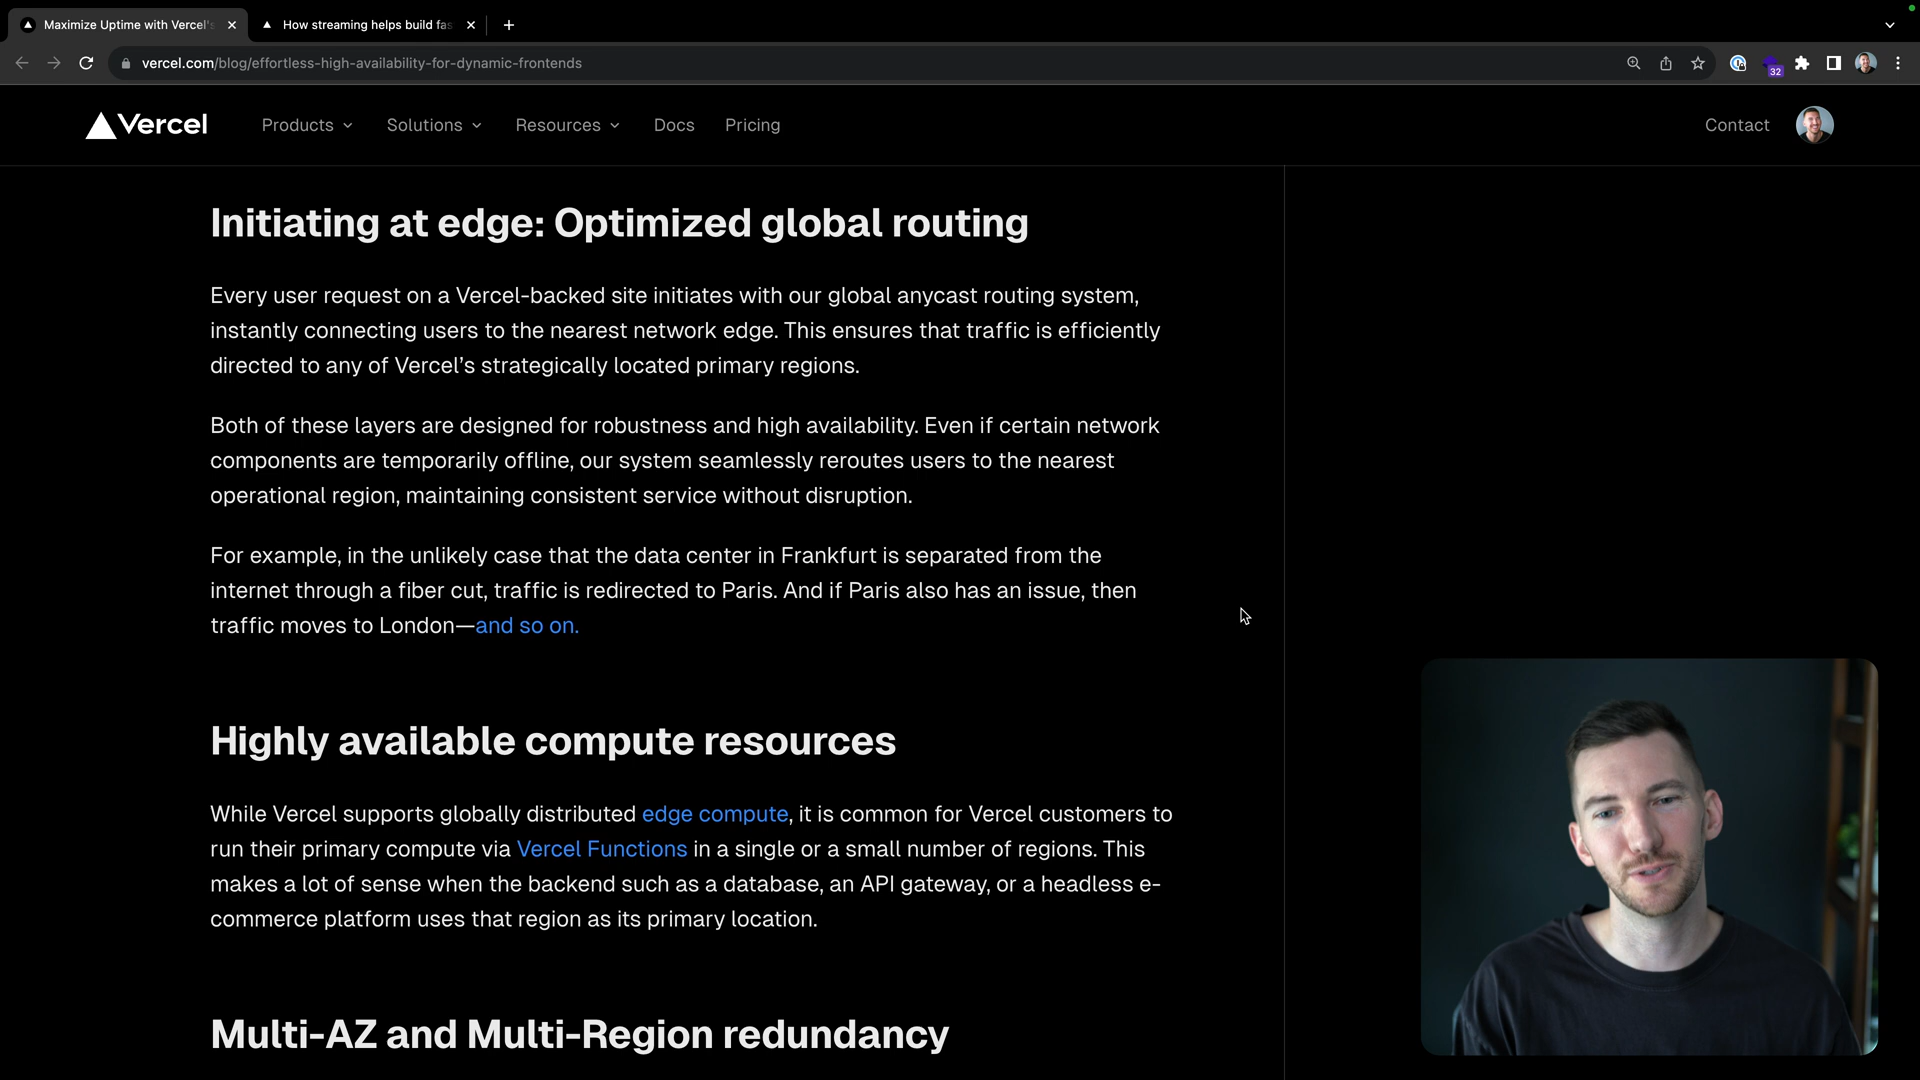 Maximize Uptime with Vercel's
How streaming helps build fas
vercel.com/blog/effortless-high-availability-for-dynamic-frontends
32
Vercel
Products
Solutions
Resources
Docs
Pricing
Contact
Initiating at edge: Optimized global routing
Every user request on a Vercel-backed site initiates with our global anycast routing system,
instantly connecting users to the nearest network edge. This ensures that traffic is efficiently
directed to any of Vercel’s strategically located primary regions.
Both of these layers are designed for robustness and high availability. Even if certain network
components are temporarily offline, our system seamlessly reroutes users to the nearest
operational region, maintaining consistent service without disruption.
For example, in the unlikely case that the data center in Frankfurt is separated from the
internet through a fiber cut, traffic is redirected to Paris. And if Paris also has an issue, then
traffic moves to London—and so on.
Highly available compute resources
While Vercel supports globally distributed edge compute, it is common for Vercel customers to
run their primary compute via Vercel Functions in a single or a small number of regions. This
makes a lot of sense when the backend such as a database, an API gateway, or a headless e-
commerce platform uses that region as its primary location.
Multi-AZ and Multi-Region redundancy